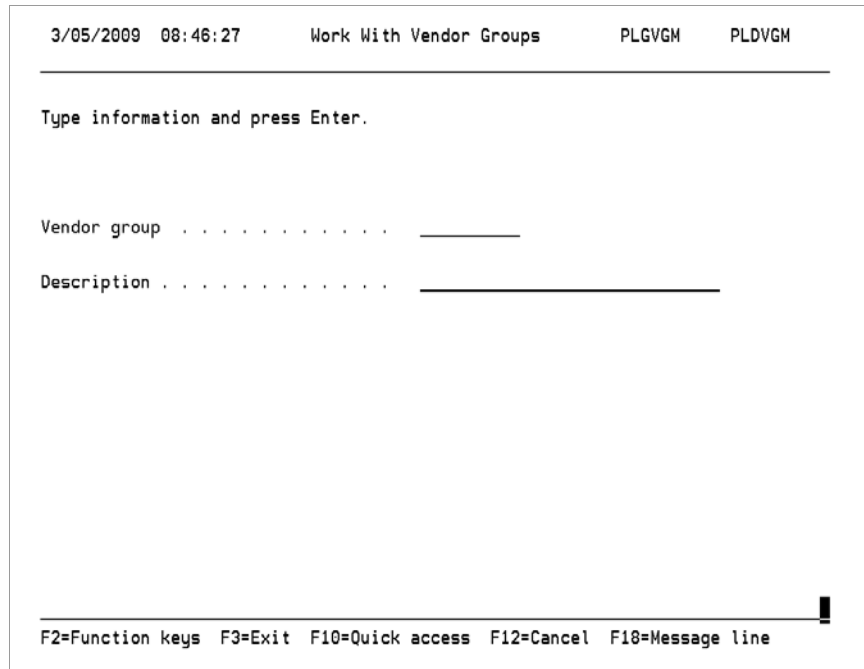 3/05/2009 08:46:27 Work With Vendor Groups PLGVGM PLDVGM
Type information and press Enter.
Vendor group . . . . . . . . . . .
Description . . . . . . . . . . . .
F2=Function keys F3=Exit F10=Quick access F12=Cancel F18=Message line